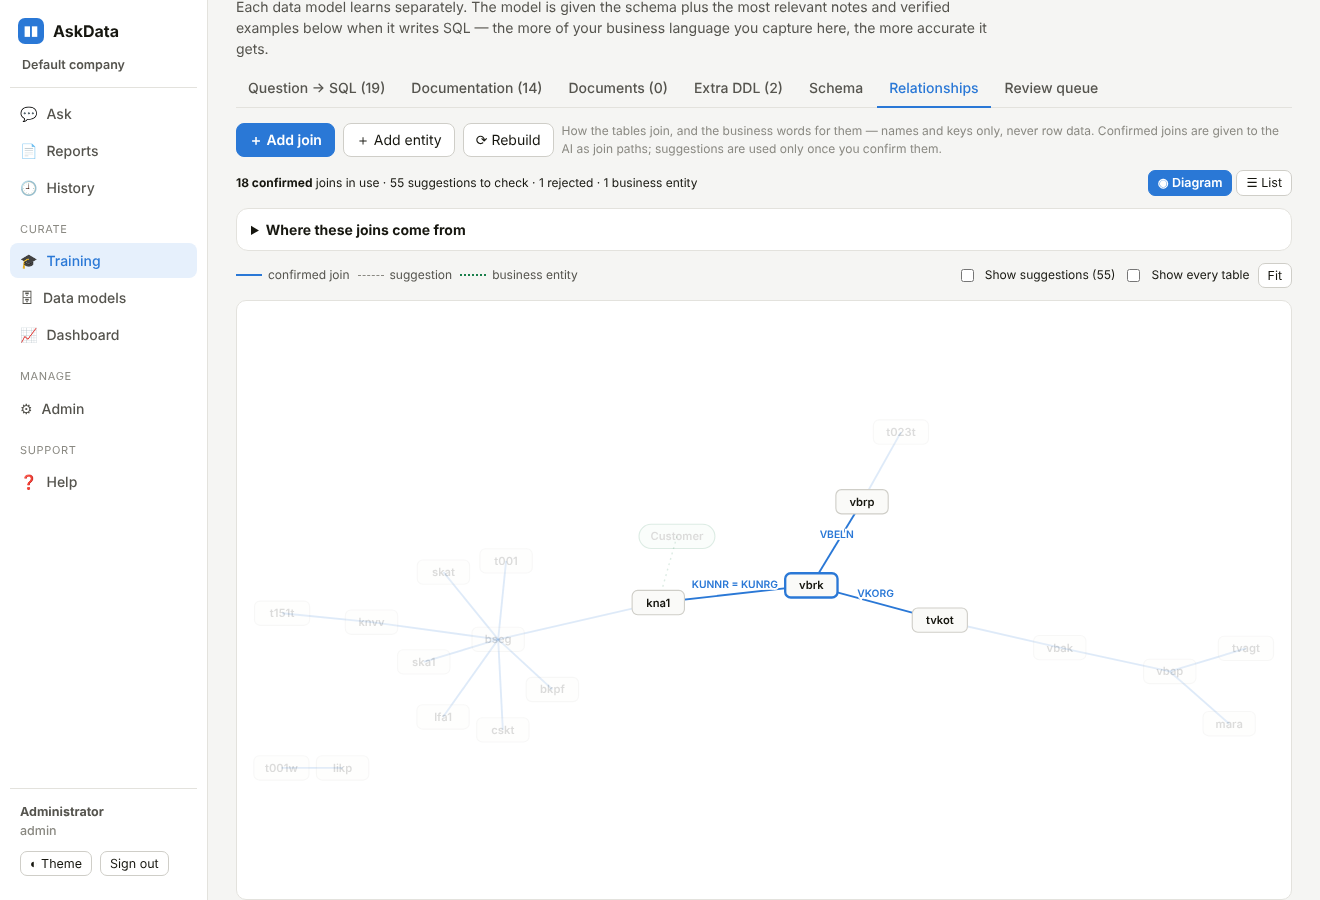 AskData
Default company
Ask
Reports
History
CURATE
Training
Data models
Dashboard
MANAGE
Admin
SUPPORT
Help
Administrator
admin
Theme
Sign out
Each data model learns separately. The model is given the schema plus the most relevant notes and verified
examples below when it writes SQL — the more of your business language you capture here, the more accurate it
gets.
Question → SQL (19)
Documentation (14)
Documents (0)
Extra DDL (2)
Schema
Relationships
Review queue
+ Add join
+ Add entity
⟳ Rebuild
How the tables join, and the business words for them — names and keys only, never row data. Confirmed joins are given to the
AI as join paths; suggestions are used only once you confirm them.
18 confirmed joins in use · 55 suggestions to check · 1 rejected · 1 business entity
◉ Diagram
☰ List
▶ Where these joins come from
confirmed join
suggestion
business entity
Show suggestions (55)
Show every table
Fit
t023t
vbrp
VBELN
Customer
t001
skat
KUNNR = KUNRG
vbrk
VKORG
kna1
t151t
knvv
tvkot
bseg
vbak
tvagt
ska1
vbap
bkpf
lfa1
cskt
mara
t001w
likp